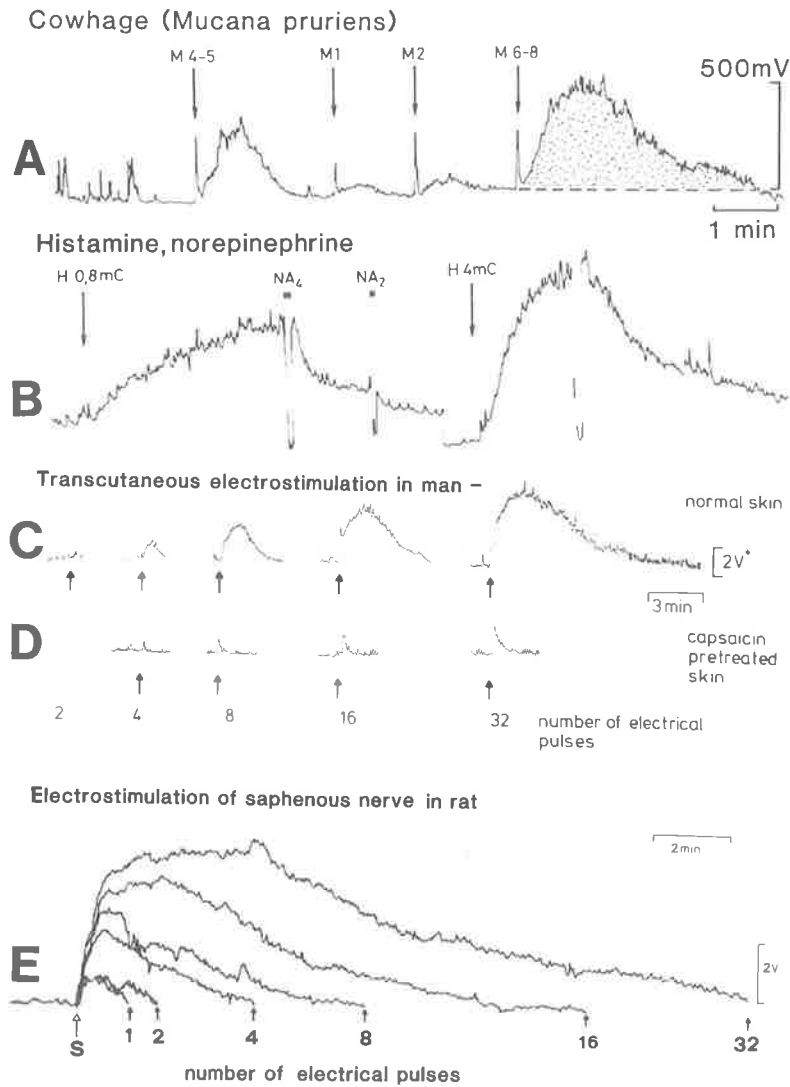 Cowhage (Mucana pruriens)
M 4-5
M1
M2
M 6-8
500mV
A
1 min
Histamine, norepinephrine
H 0,8mC
NA4
NA2
H 4mC
B
Transcutaneous electrostimulation in man –
normal skin
C
2V*
3min
D
capsaicin
pretreated
skin
2
4
8
16
32
number of electrical
pulses
Electrostimulation of saphenous nerve in rat
2min
E
2v
S
1
2
4
8
16
32
number of electrical pulses